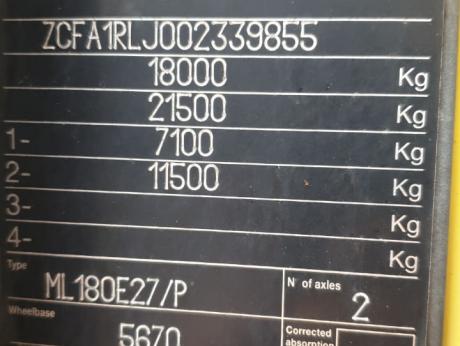 ZCFA1RLJ002339855
18000 Kg
21500 Kg
1- 7100 Kg
2- 11500 Kg
3- Kg
4- Kg
Type
ML180E27/P
N° of axles
2
Wheelbase
5670
Corrected
absorption